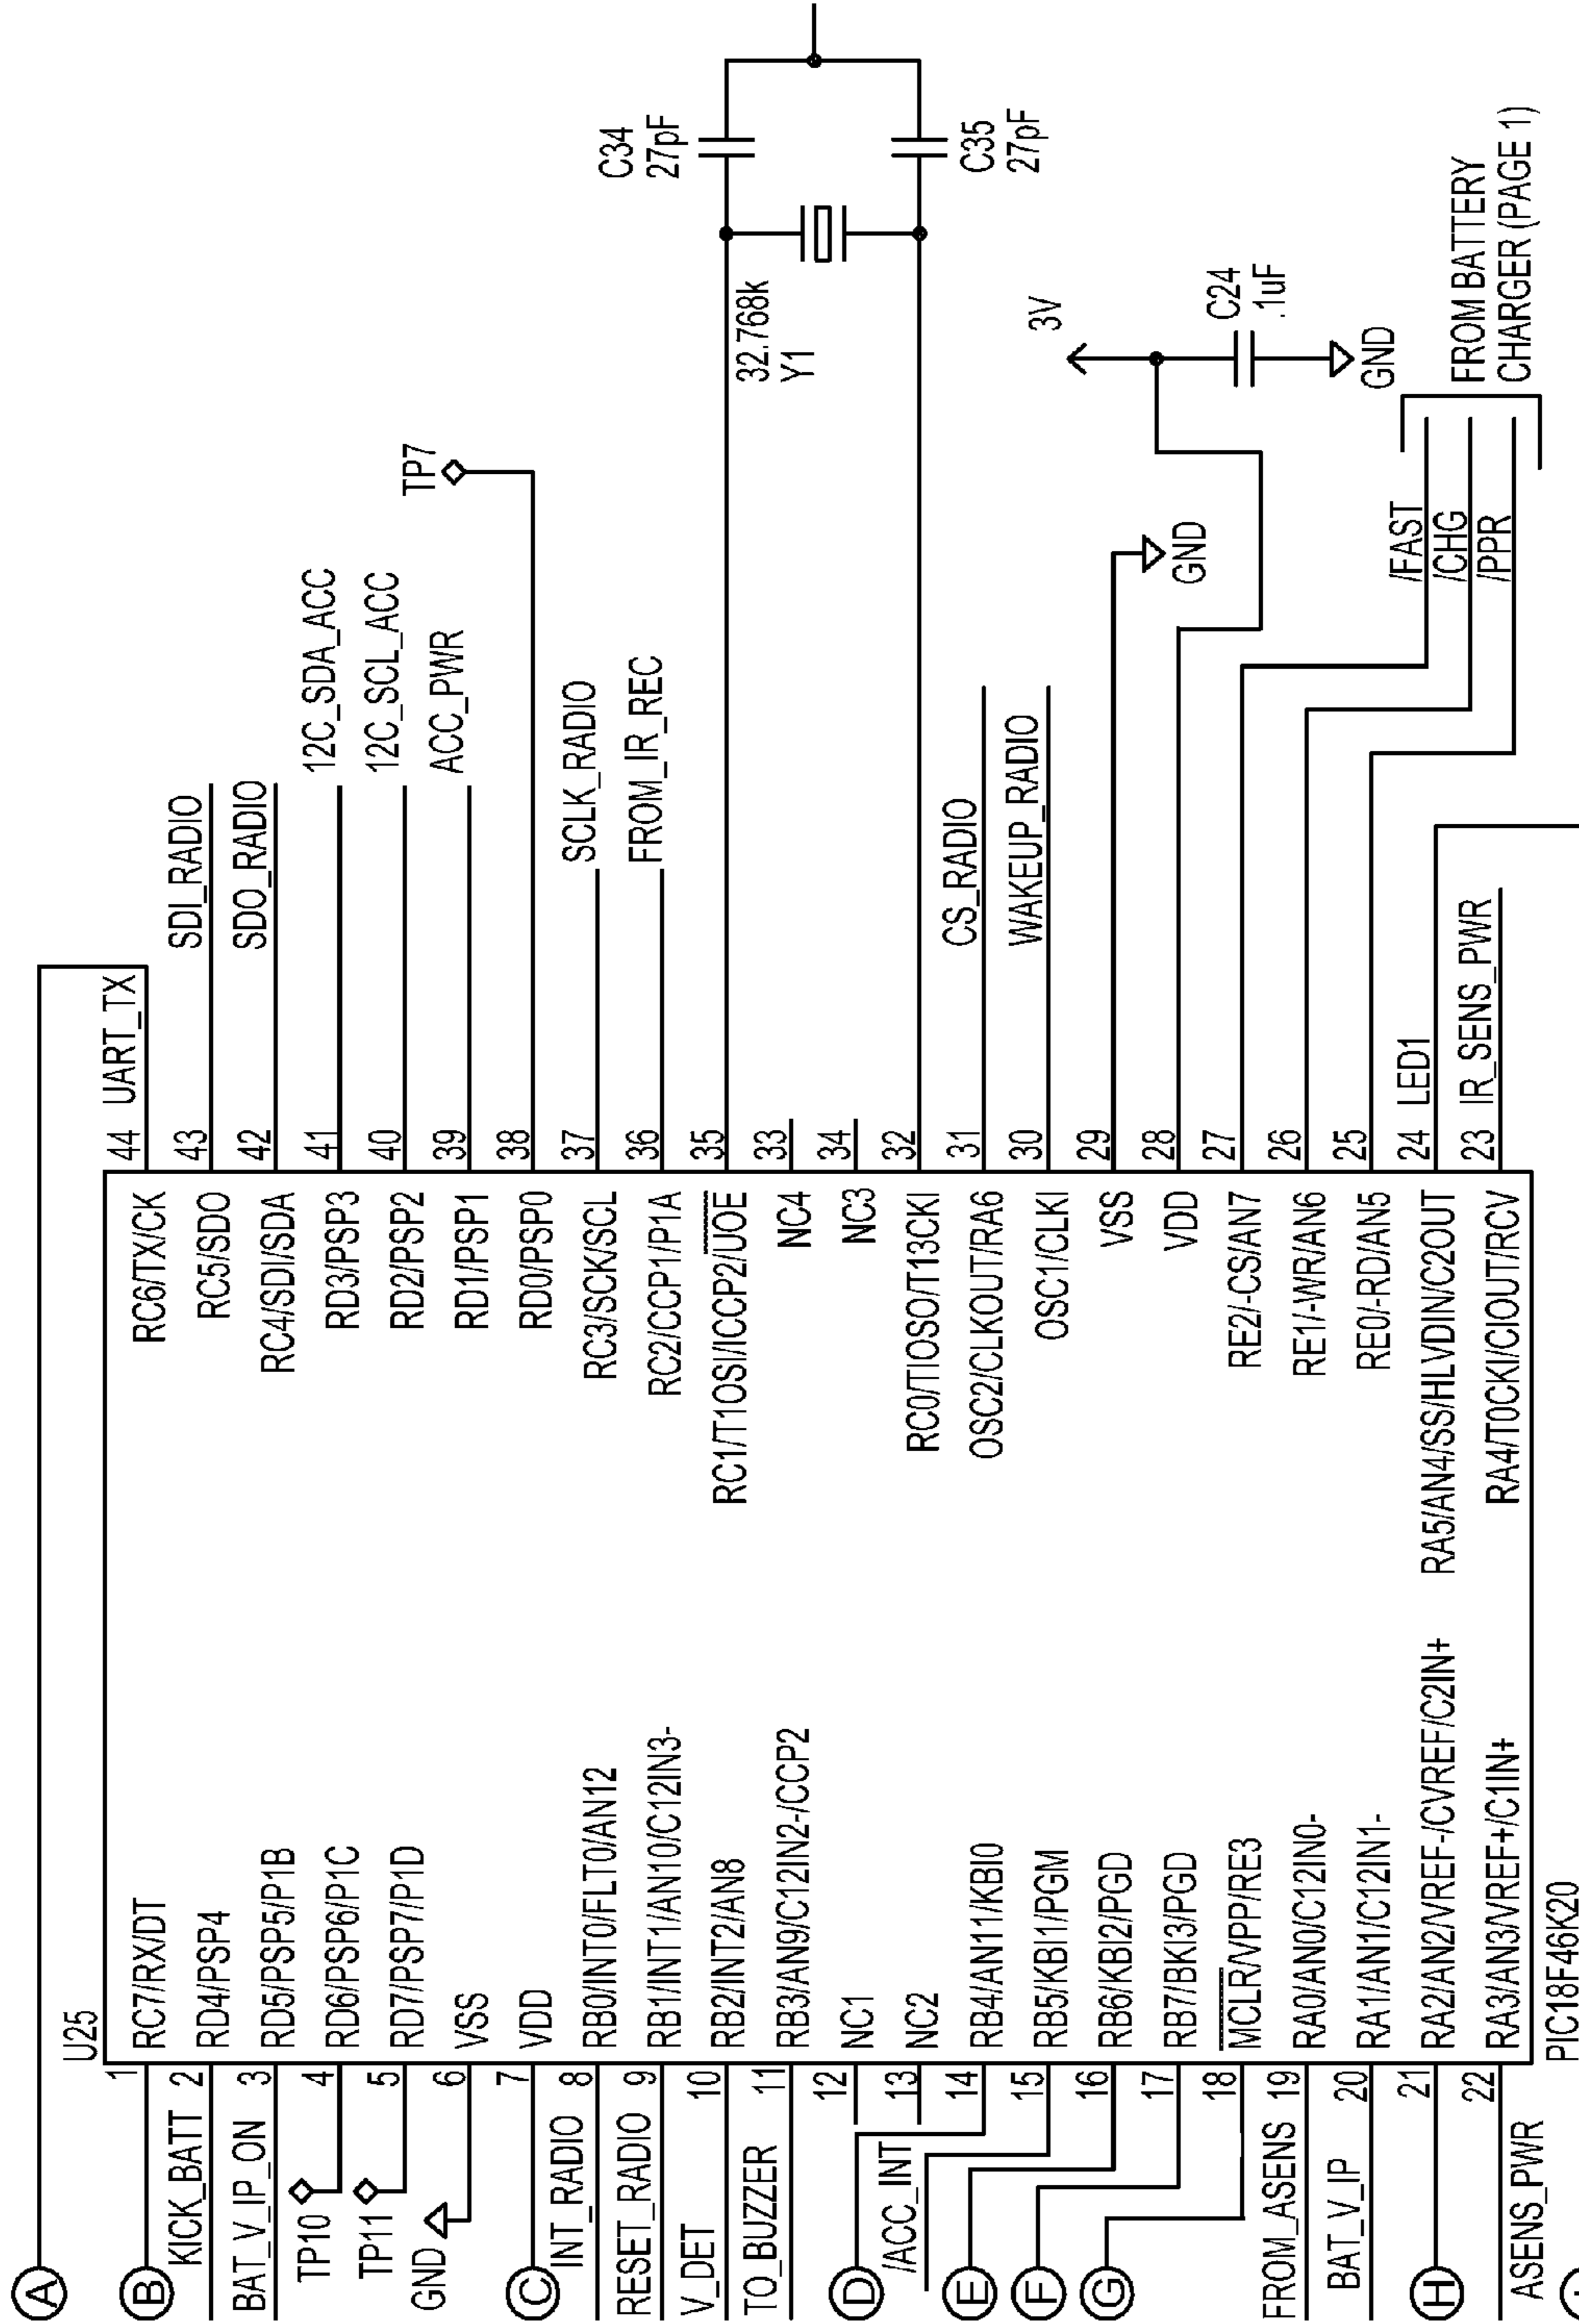 A
U25
B
1
RC7/RX/DT
RC6/TX/CK
44
UART_TX
KICK_BATT
2
RD4/PSP4
RC5/SDO
43
SDI_RADIO
BAT_V_IP_ON
3
RD5/PSP5/P1B
RC4/SDI/SDA
42
SDO_RADIO
TP10
4
RD6/PSP6/P1C
RD3/PSP3
41
12C_SDA_ACC
TP11
5
RD7/PSP7/P1D
RD2/PSP2
40
12C_SCL_ACC
GND
6
VSS
RD1/PSP1
39
ACC_PWR
C
7
VDD
RD0/PSP0
38
TP7
INT_RADIO
8
RB0/INT0/FLT0/AN12
RC3/SCK/SCL
37
SCLK_RADIO
RESET_RADIO
9
RB1/INT1/AN10/C12IN3-
RC2/CCP1/P1A
36
FROM_IR_REC
V_DET
10
RB2/INT2/AN8
RC1/T1OSI/ICCP2/UOE
35
TO_BUZZER
11
RB3/AN9/C12IN2-/CCP2
NC4
33
D
12
NC1
NC3
34
/ACC_INT
13
NC2
RC0/TIOSO/T13CKI
32
E
14
RB4/AN11/KBI0
OSC2/CLKOUT/RA6
31
CS_RADIO
F
15
RB5/KBI1/PGM
OSC1/CLKI
30
WAKEUP_RADIO
G
16
RB6/KBI2/PGD
VSS
29
GND
17
RB7/BKI3/PGD
VDD
28
18
MCLR/VPP/RE3
RE2/-CS/AN7
27
/FAST
FROM_ASENS
19
RA0/AN0/C12IN0-
RE1/-WR/AN6
26
/CHG
BAT_V_IP
20
RA1/AN1/C12IN1-
RE0/-RD/AN5
25
/PPR
H
21
RA2/AN2/VREF-/CVREF/C2IN+
RA5/AN4/SS/HLVDIN/C2OUT
24
LED1
ASENS_PWR
22
RA3/AN3/VREF+/C1IN+
RA4/T0CKI/CIOUT/RCV
23
IR_SENS_PWR
PIC18F46K20
C34
27pF
32.768k
Y1
C35
27pF
3V
C24
.1uF
GND
FROM BATTERY
CHARGER (PAGE 1)